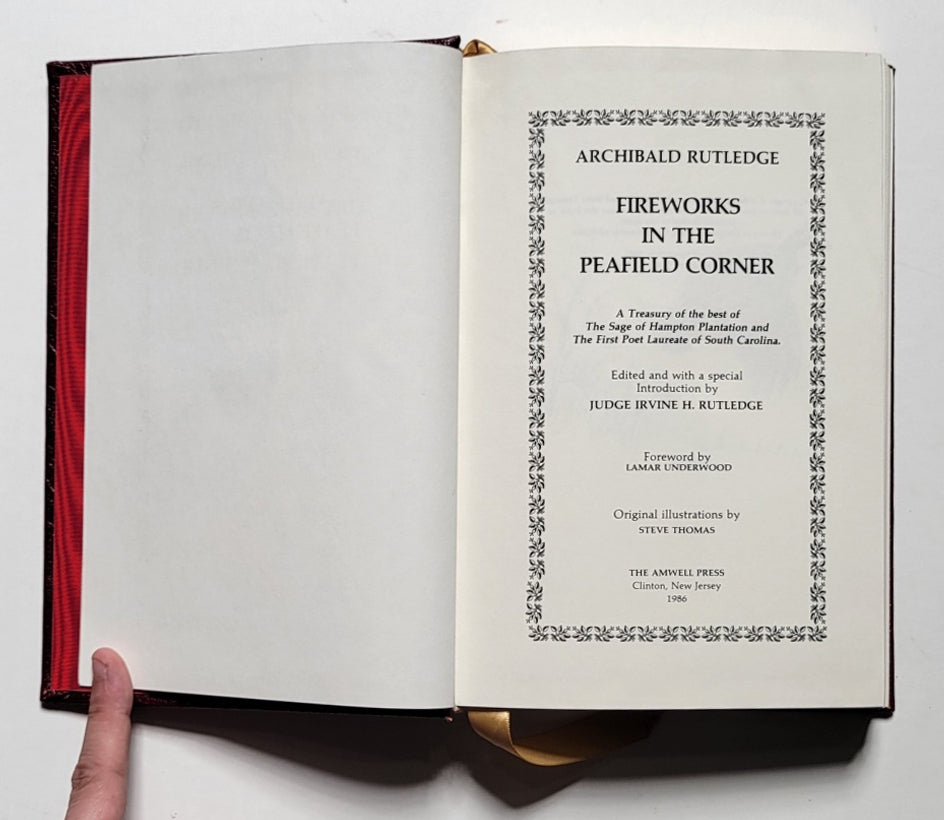 ARCHIBALD RUTLEDGE
FIREWORKS
IN THE
PEAFIELD CORNER
A Treasury of the best of
The Sage of Hampton Plantation and
The First Poet Laureate of South Carolina.
Edited and with a special
Introduction by
JUDGE IRVINE H. RUTLEDGE
Foreword by
LAMAR UNDERWOOD
Original illustrations by
STEVE THOMAS
THE AMWELL PRESS
Clinton, New Jersey
1986